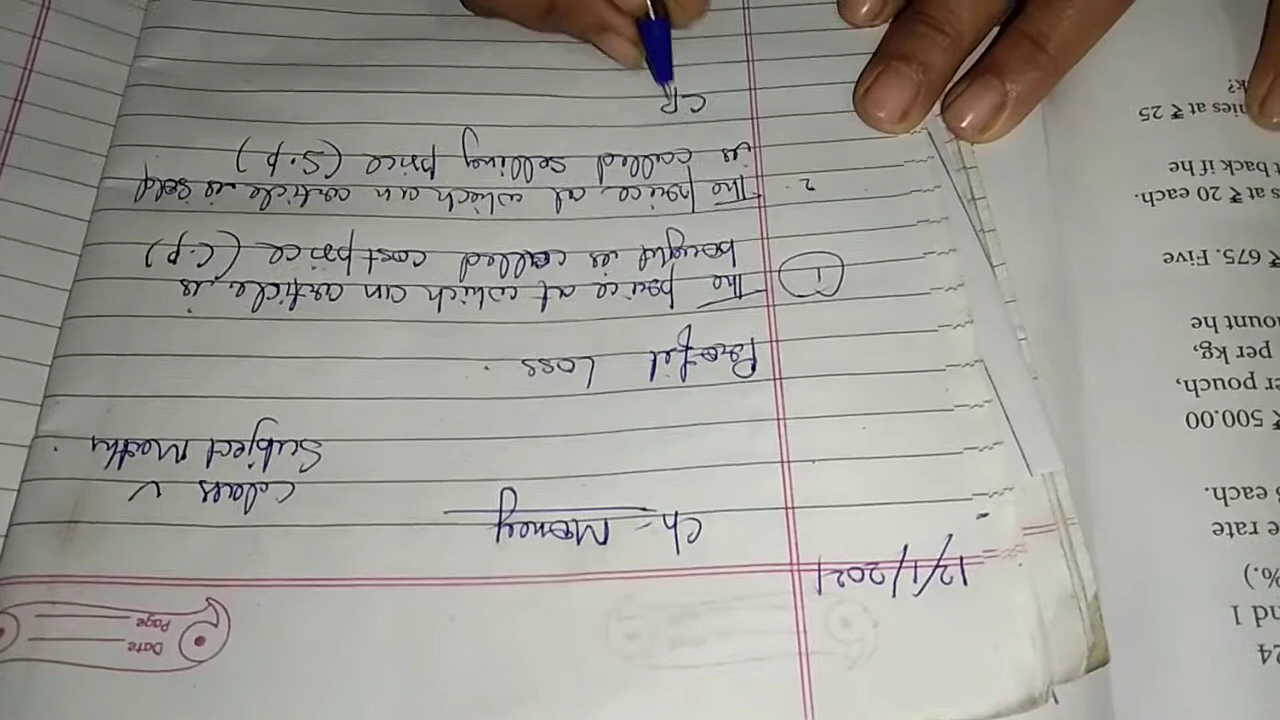 Date
Page
12/1/2021
Ch - Money
Class V
Subject Maths.
Profit Loss.
1 The price at which an article is
bought is called cost price (C.P)
2. The price, at which an article is sold
is called selling price (S.P)
CP
24
nd 1
%.)
e rate
each.
₹ 500.00
er pouch,
per kg,
ount he
₹ 675. Five
s at ₹ 20 each.
t back if he
nies at ₹ 25
k?